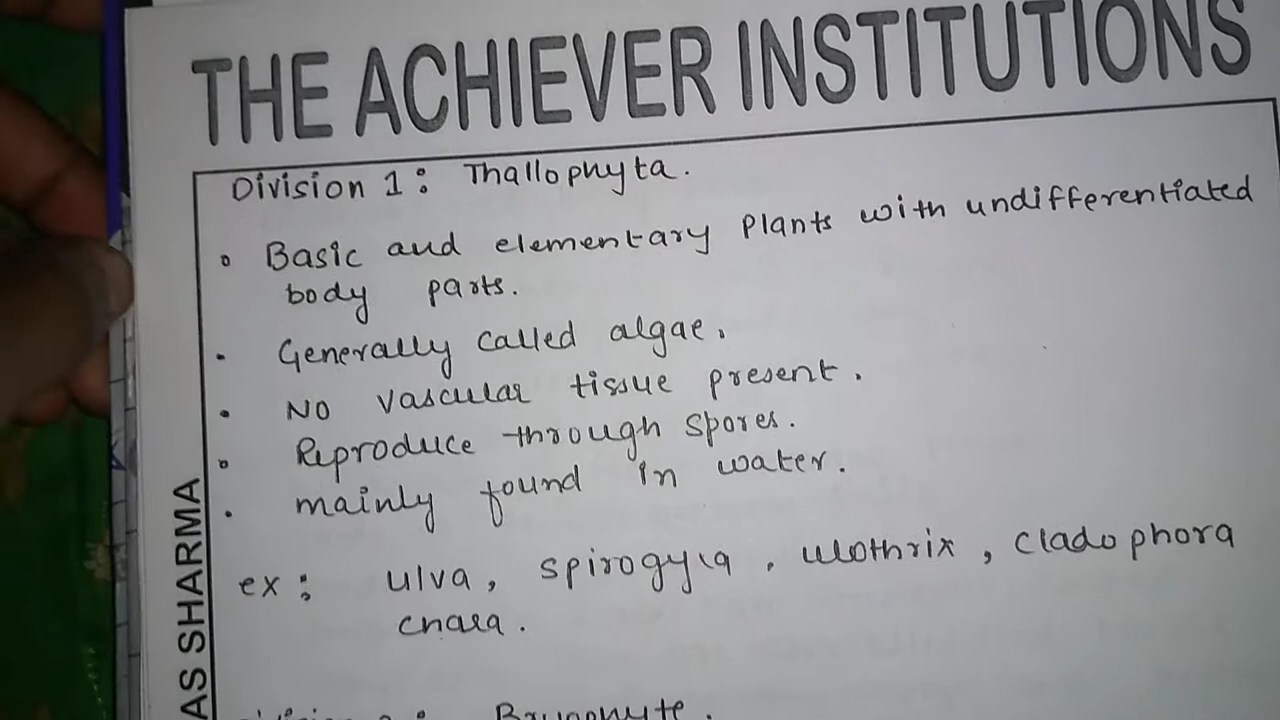 THE ACHIEVER INSTITUTIONS
Division 1: Thallophyta.
• Basic and elementary plants with undifferentiated
body parts.
• Generally called algae.
• NO vascular tissue present.
• Reproduce through spores.
• mainly found in water.
ex: ulva, spirogyra, ulothrix, cladophora
chara.
AS SHARMA